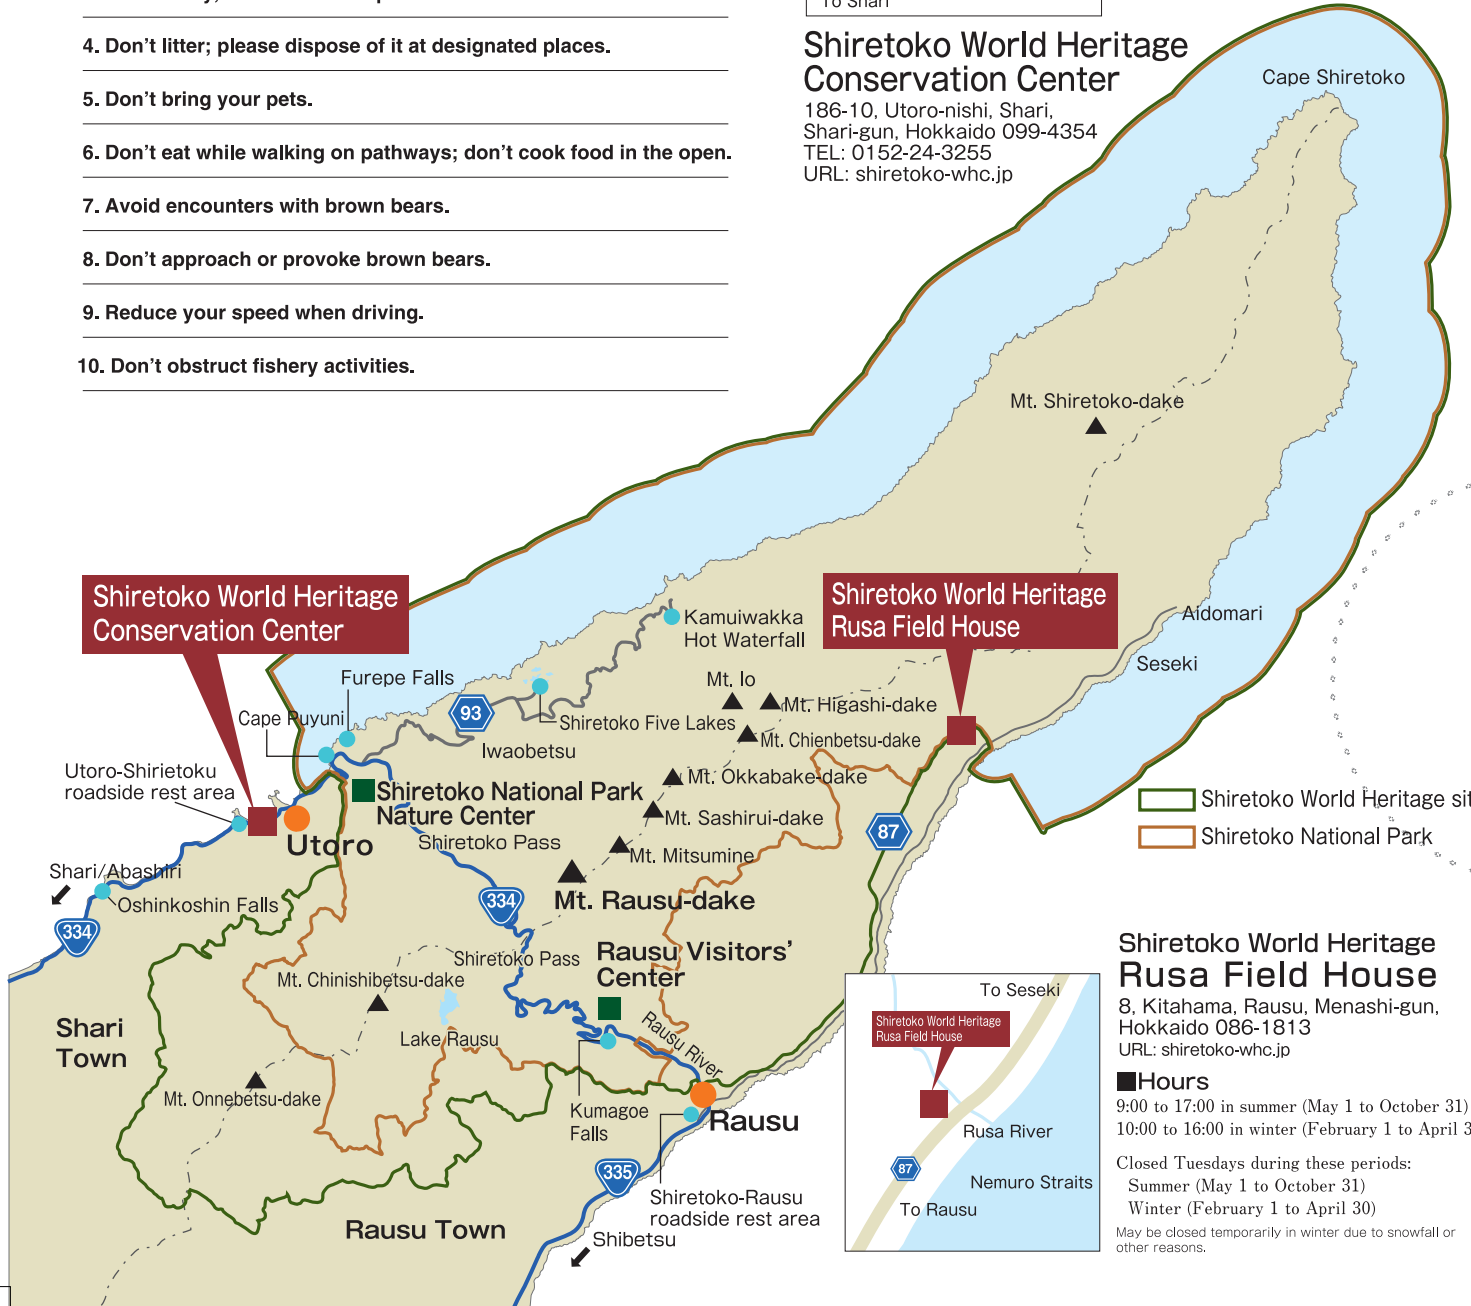 4. Don't litter; please dispose of it at designated places.
5. Don't bring your pets.
6. Don't eat while walking on pathways; don't cook food in the open.
7. Avoid encounters with brown bears.
8. Don't approach or provoke brown bears.
9. Reduce your speed when driving.
10. Don't obstruct fishery activities.
To Shari
Shiretoko World Heritage
Conservation Center
186-10, Utoro-nishi, Shari,
Shari-gun, Hokkaido 099-4354
TEL: 0152-24-3255
URL: shiretoko-whc.jp
Cape Shiretoko
Mt. Shiretoko-dake
Shiretoko World Heritage
Conservation Center
Shiretoko World Heritage
Rusa Field House
Aidomari
Seseki
Kamuiwakka
Hot Waterfall
Furepe Falls
Cape Puyuni
93
Shiretoko Five Lakes
Iwaobetsu
Mt. Io
Mt. Higashi-dake
Mt. Chienbetsu-dake
Mt. Okkabake-dake
Mt. Sashirui-dake
Mt. Mitsumine
Mt. Rausu-dake
Utoro-Shirietoku
roadside rest area
Shiretoko National Park
Nature Center
Utoro
Shiretoko Pass
87
Shari/Abashiri
Oshinkoshin Falls
334
334
Shiretoko World Heritage sit
Shiretoko National Park
Rausu Visitors'
Center
Shiretoko Pass
Mt. Chinishibetsu-dake
Lake Rausu
Rausu River
Shari
Town
Mt. Onnebetsu-dake
Kumagoe
Falls
Rausu
335
Shiretoko-Rausu
roadside rest area
Rausu Town
Shibetsu
To Seseki
Shiretoko World Heritage
Rusa Field House
Rusa River
87
Nemuro Straits
To Rausu
Shiretoko World Heritage
Rusa Field House
8, Kitahama, Rausu, Menashi-gun,
Hokkaido 086-1813
URL: shiretoko-whc.jp
■Hours
9:00 to 17:00 in summer (May 1 to October 31)
10:00 to 16:00 in winter (February 1 to April 3
Closed Tuesdays during these periods:
Summer (May 1 to October 31)
Winter (February 1 to April 30)
May be closed temporarily in winter due to snowfall or
other reasons.